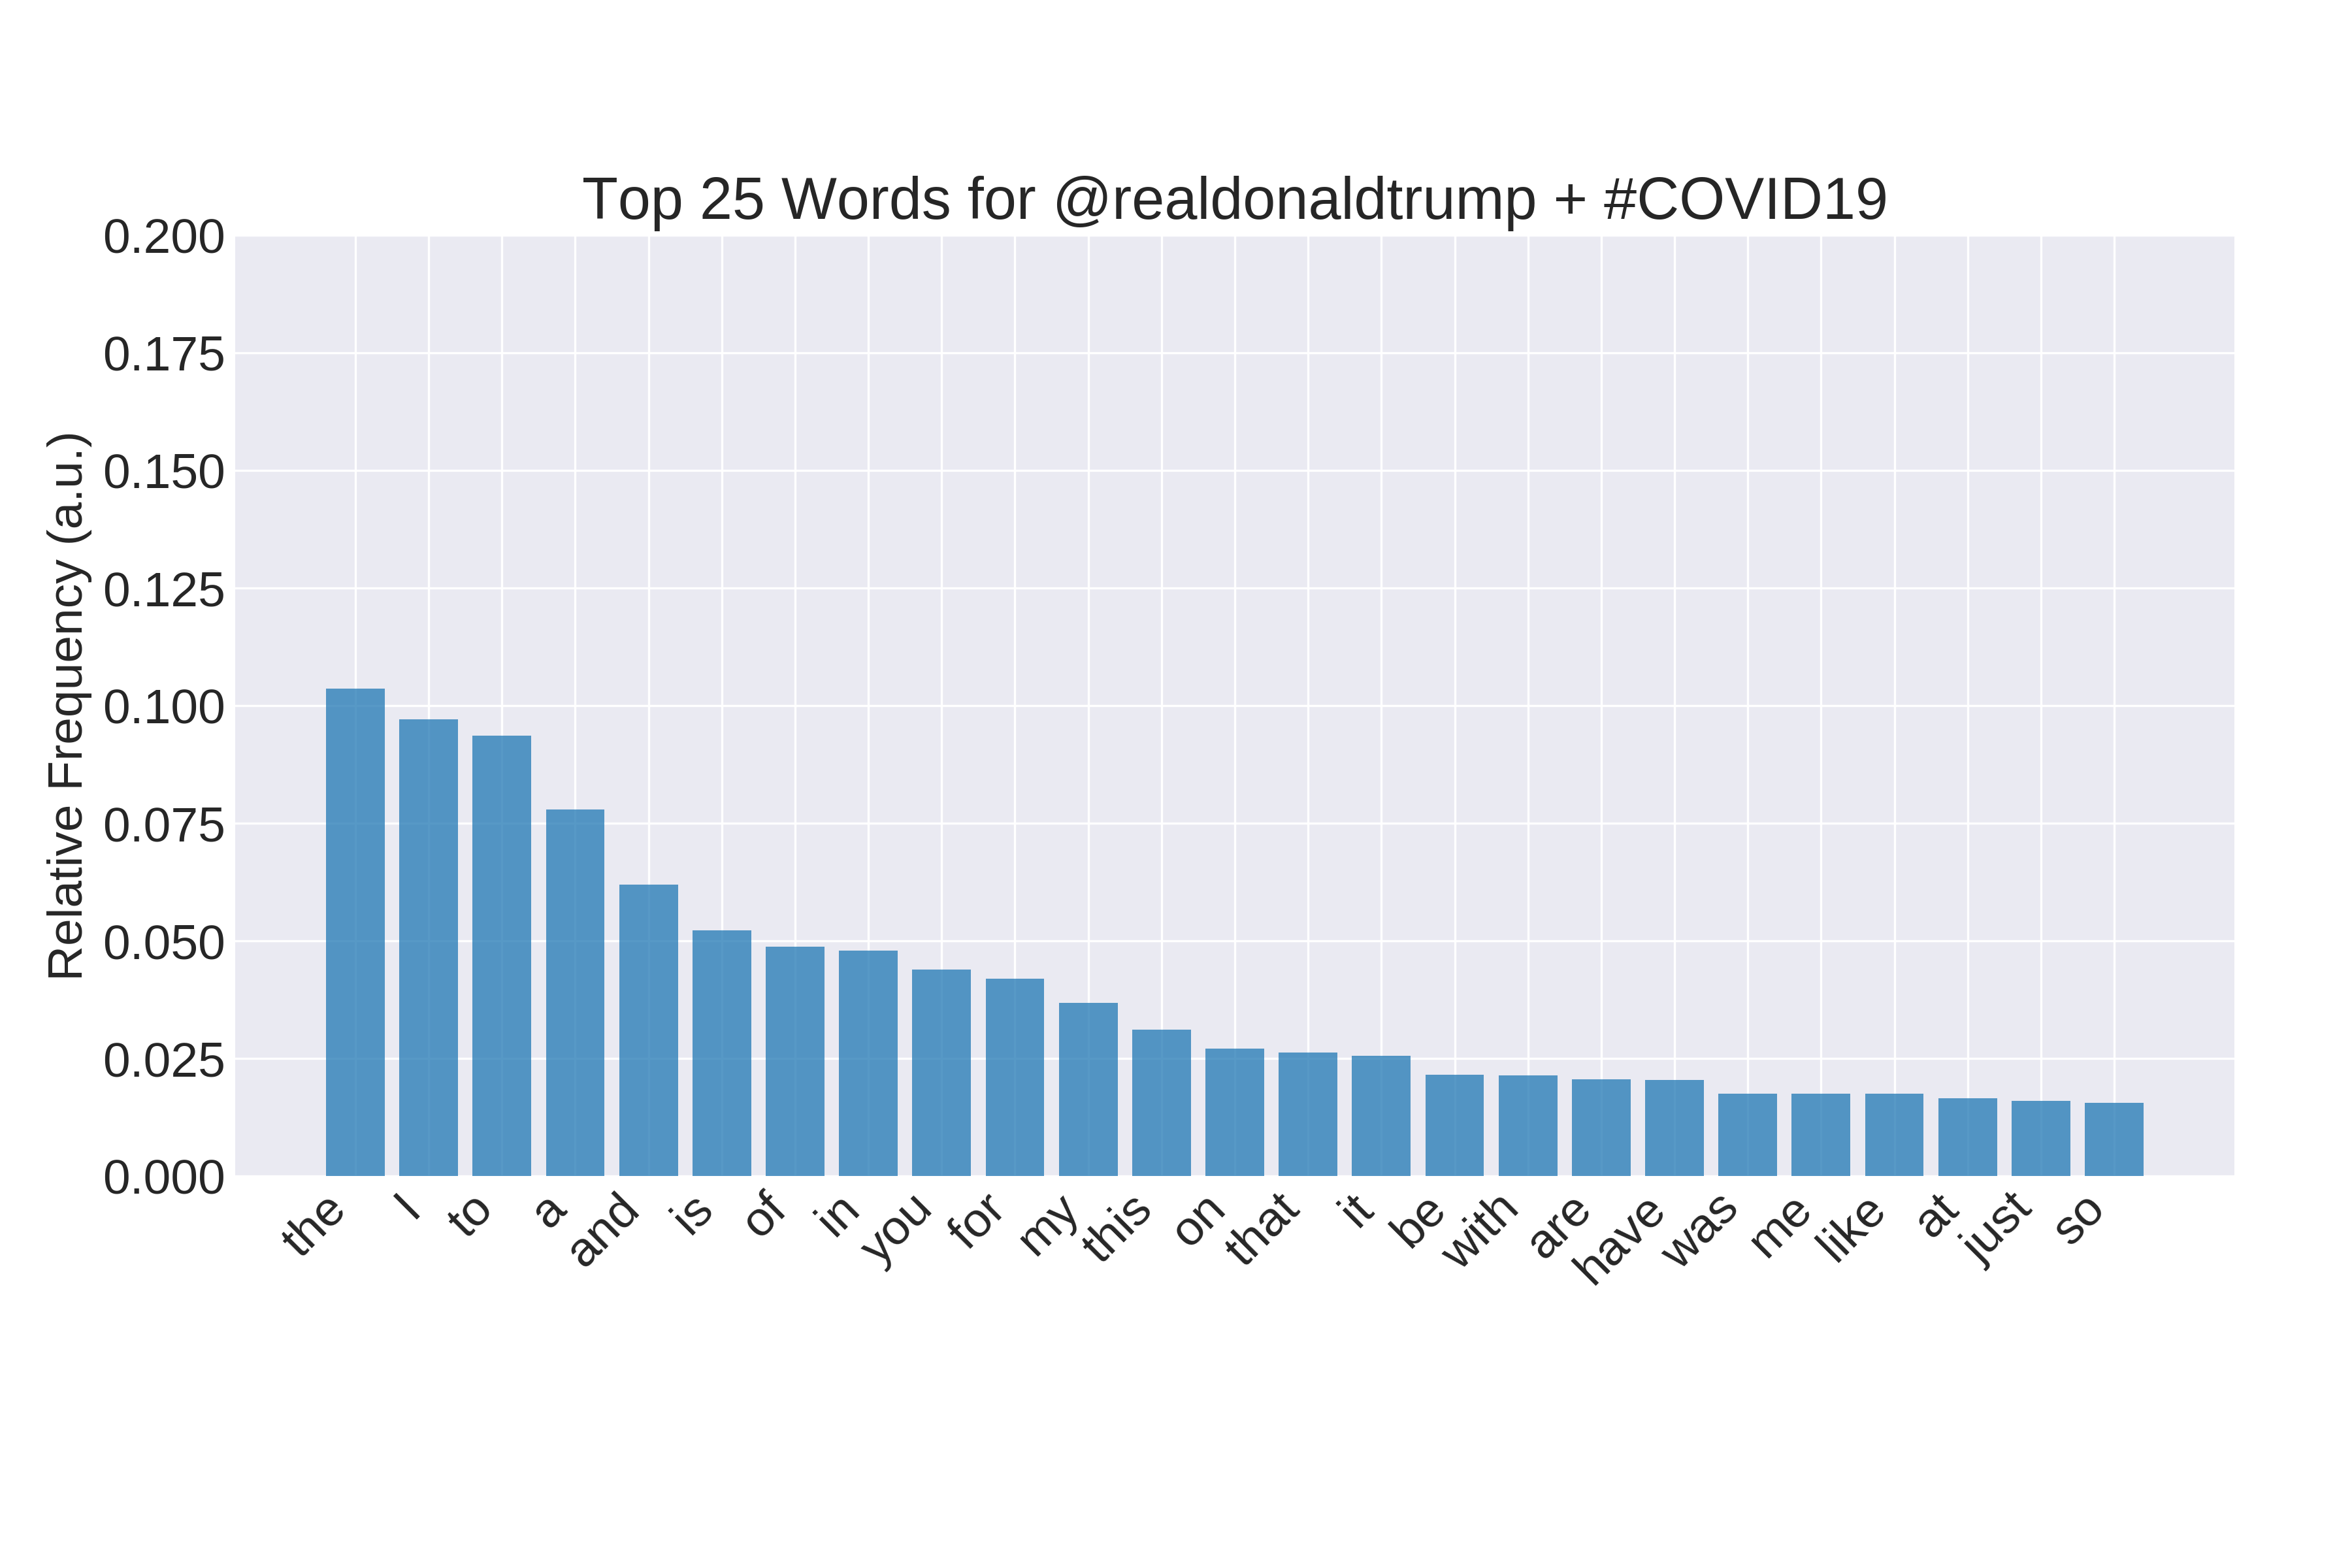 Top 25 Words for @realdonaldtrump + #COVID19
0.200
0.175
0.150
0.125
0.100
0.075
0.050
0.025
0.000
Relative Frequency (a.u.)
the
I
to
a
and
is
of
in
you
for
my
this
on
that
it
be
with
are
have
was
me
like
at
just
so